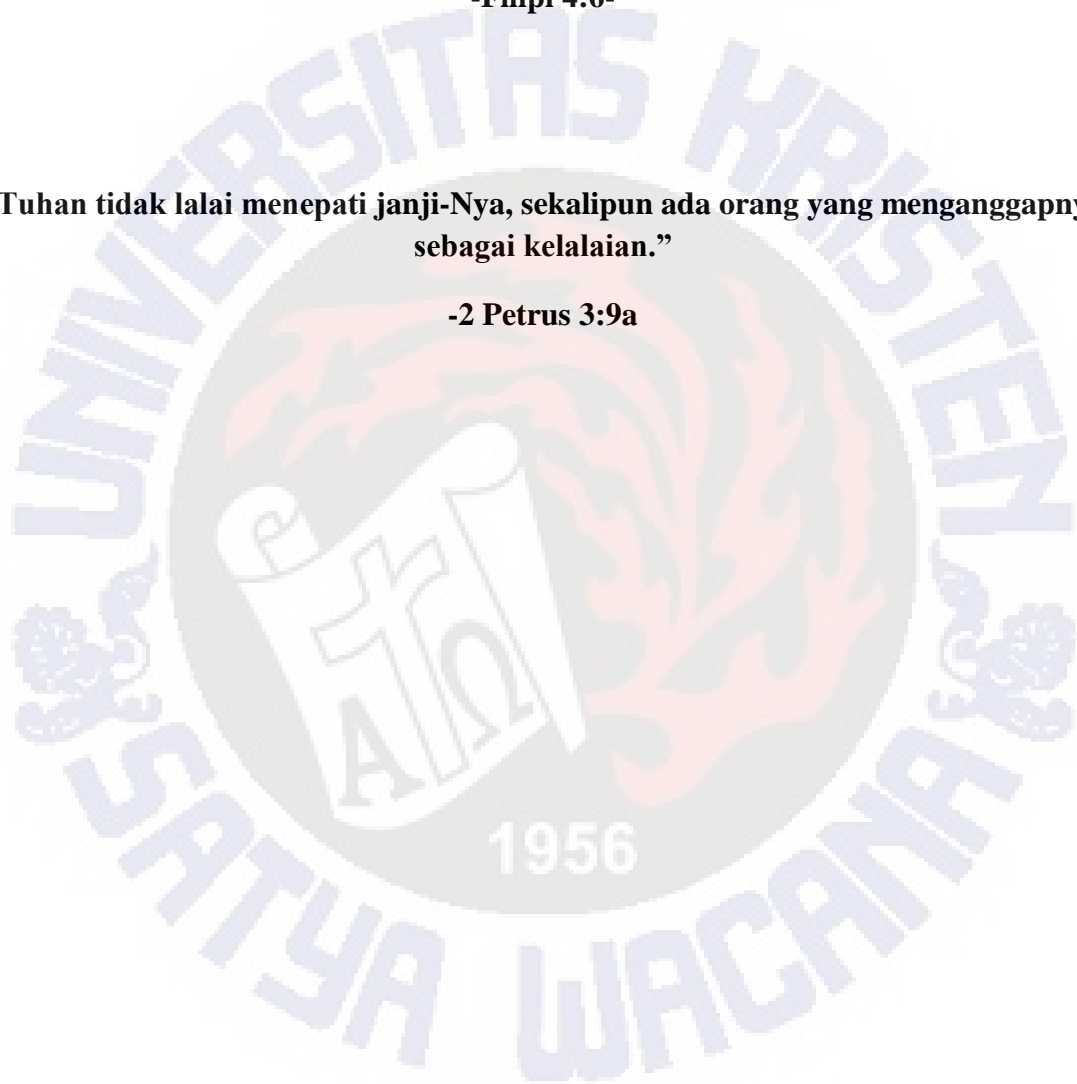 -Filipi 4:6-
Tuhan tidak lalai menepati janji-Nya, sekalipun ada orang yang menganggapny
sebagai kelalaian.”
-2 Petrus 3:9a
UNIVERSITAS KRISTEN
A Ω
1956
SATYA WACANA